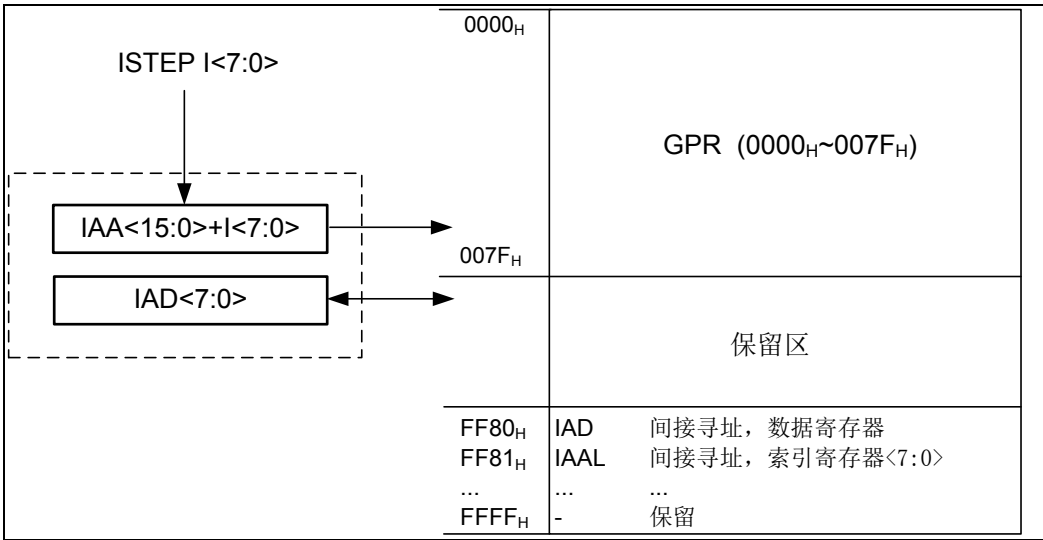 ISTEP I<7:0>
IAA<15:0>+I<7:0>
IAD<7:0>
0000H
GPR (0000H~007FH)
007FH
保留区
FF80H IAD 间接寻址，数据寄存器
FF81H IAAL 间接寻址，索引寄存器<7:0>
... ... ...
FFFFH - 保留